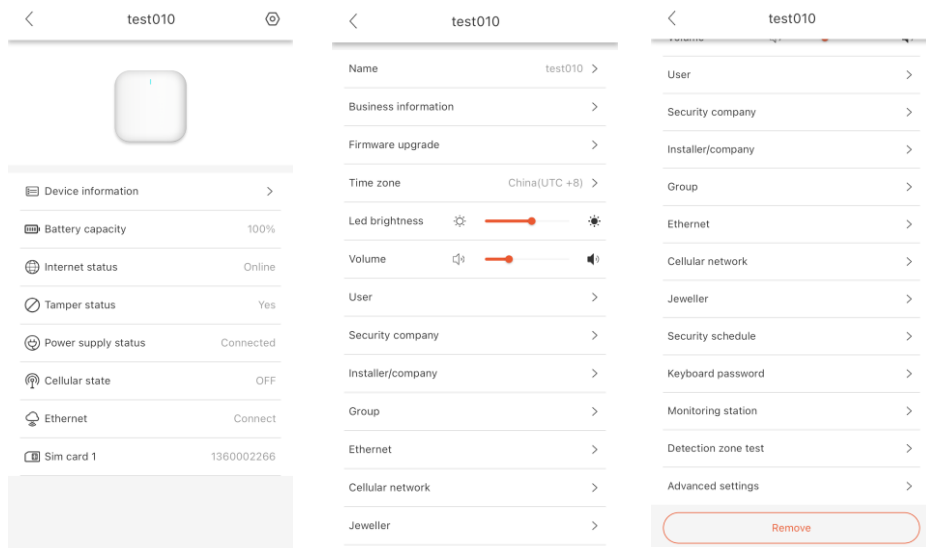 test010
Device information
Battery capacity 100%
Internet status Online
Tamper status Yes
Power supply status Connected
Cellular state OFF
Ethernet Connect
Sim card 1 1360002266
test010
Name test010
Business information
Firmware upgrade
Time zone China(UTC +8)
Led brightness
Volume
User
Security company
Installer/company
Group
Ethernet
Cellular network
Jeweller
test010
Volume
User
Security company
Installer/company
Group
Ethernet
Cellular network
Jeweller
Security schedule
Keyboard password
Monitoring station
Detection zone test
Advanced settings
Remove